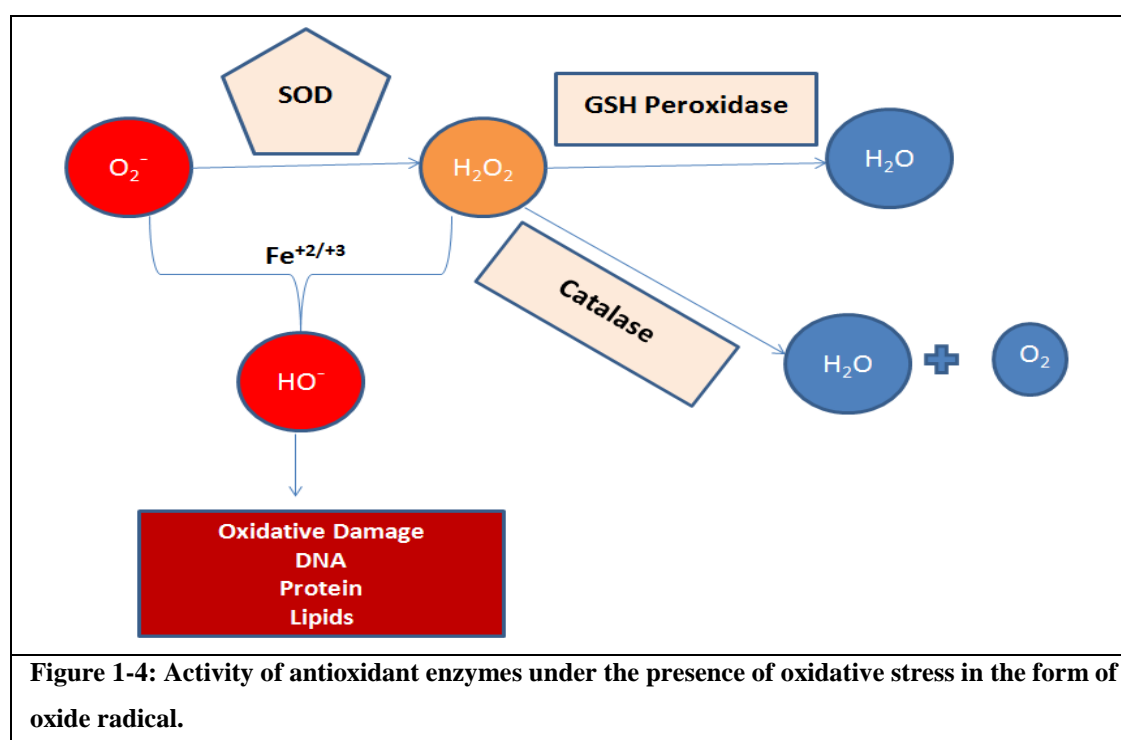 SOD
GSH Peroxidase
O₂⁻
H₂O₂
H₂O
Fe⁺²/⁺³
Catalase
HO⁻
H₂O
O₂
Oxidative Damage
DNA
Protein
Lipids
Figure 1-4: Activity of antioxidant enzymes under the presence of oxidative stress in the form of
oxide radical.